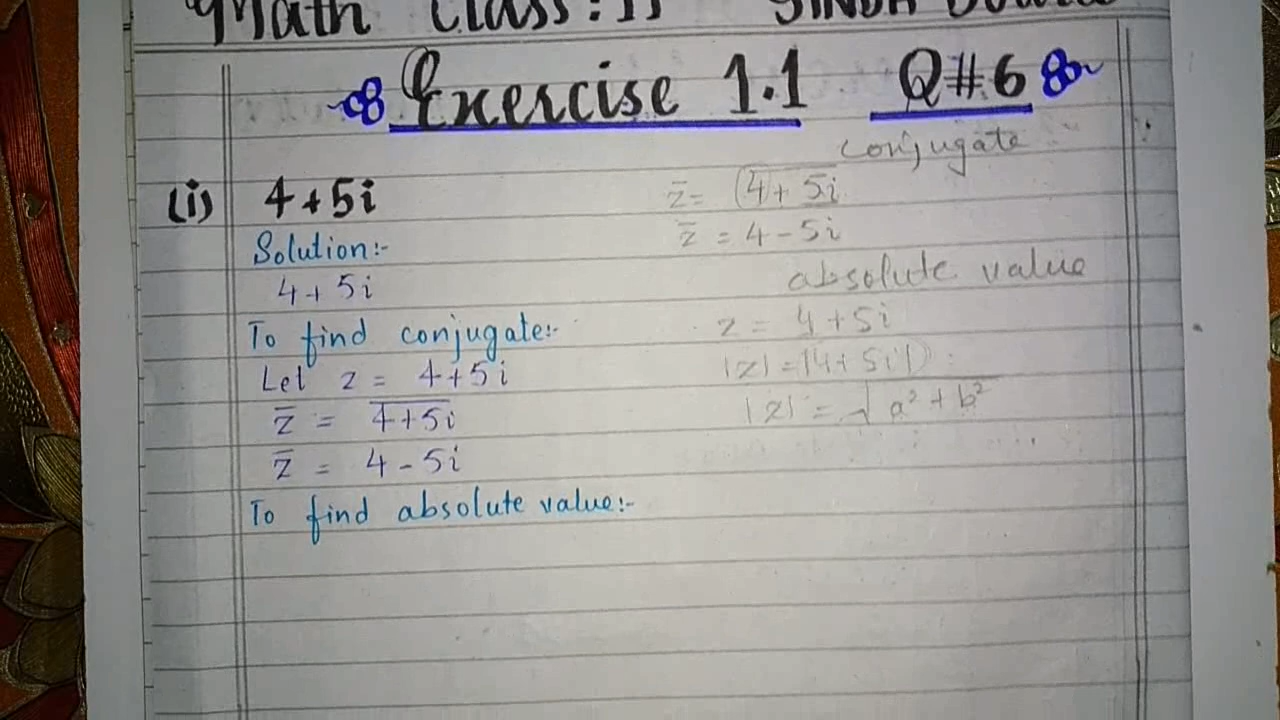 Math Class: 11
Exercise 1.1 Q#6
conjugate
(i) 4+5i
z̄ = 4+ 5i
z̄ = 4-5i
Solution:-
4+ 5i
absolute value
To find conjugate:-
z = 4+5i
Let z = 4+5i
|z| = |4+ 5i|
z̄ = 4+5i
|z| = √a²+b²
z̄ = 4-5i
To find absolute value:-